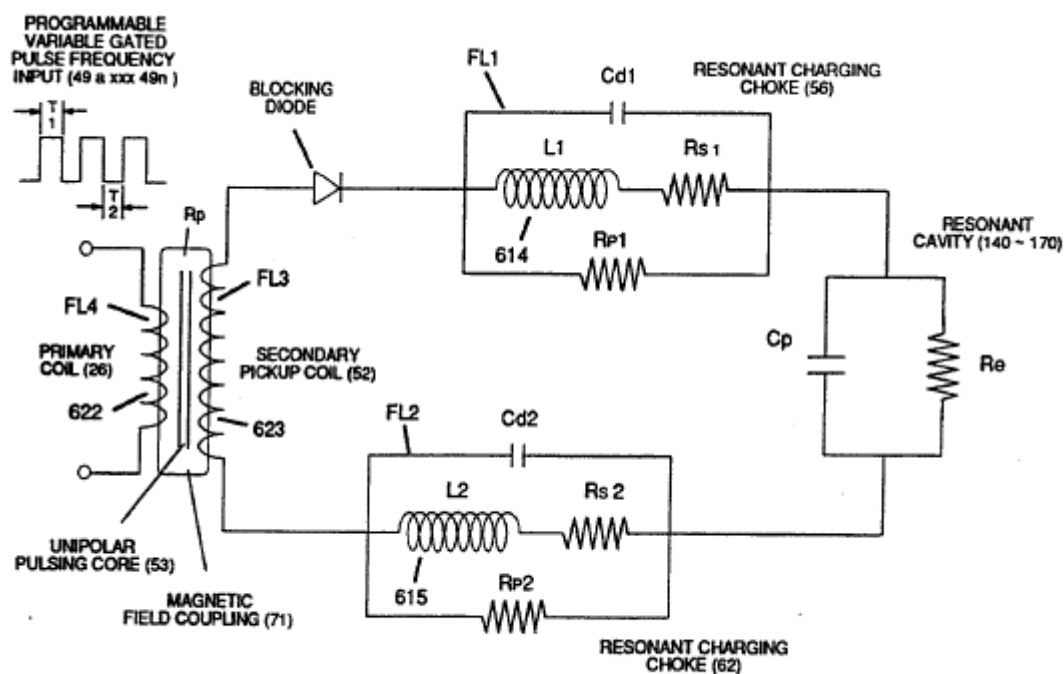 PROGRAMMABLE
VARIABLE GATED
PULSE FREQUENCY
INPUT (49 a xxx 49n )
T
1
T
2
BLOCKING
DIODE
FL1
Cd1
RESONANT CHARGING
CHOKE (56)
L1
Rs 1
614
RP1
Rp
FL4
FL3
PRIMARY
COIL (26)
SECONDARY
PICKUP COIL (52)
622
623
RESONANT
CAVITY (140 ~ 170)
Cp
Re
FL2
Cd2
L2
Rs 2
615
RP2
UNIPOLAR
PULSING CORE (53)
MAGNETIC
FIELD COUPLING (71)
RESONANT CHARGING
CHOKE (62)